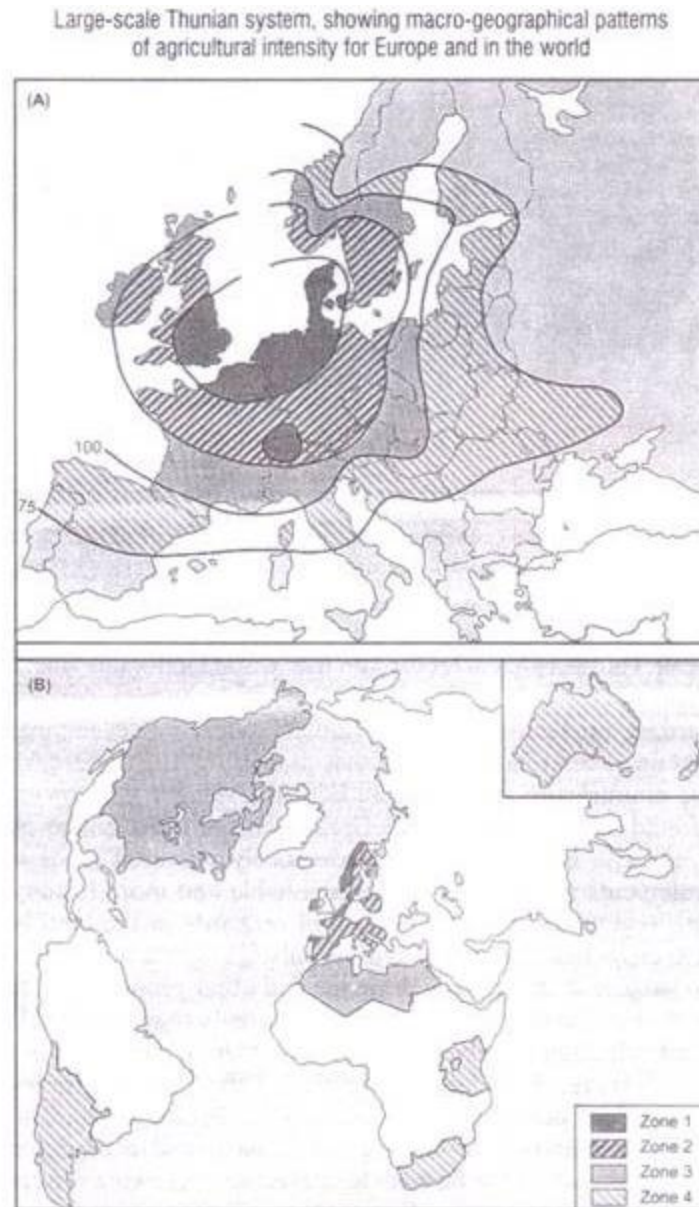 Large-scale Thunian system, showing macro-geographical patterns
of agricultural intensity for Europe and in the world
(A)
100
75
(B)
Zone 1
Zone 2
Zone 3
Zone 4